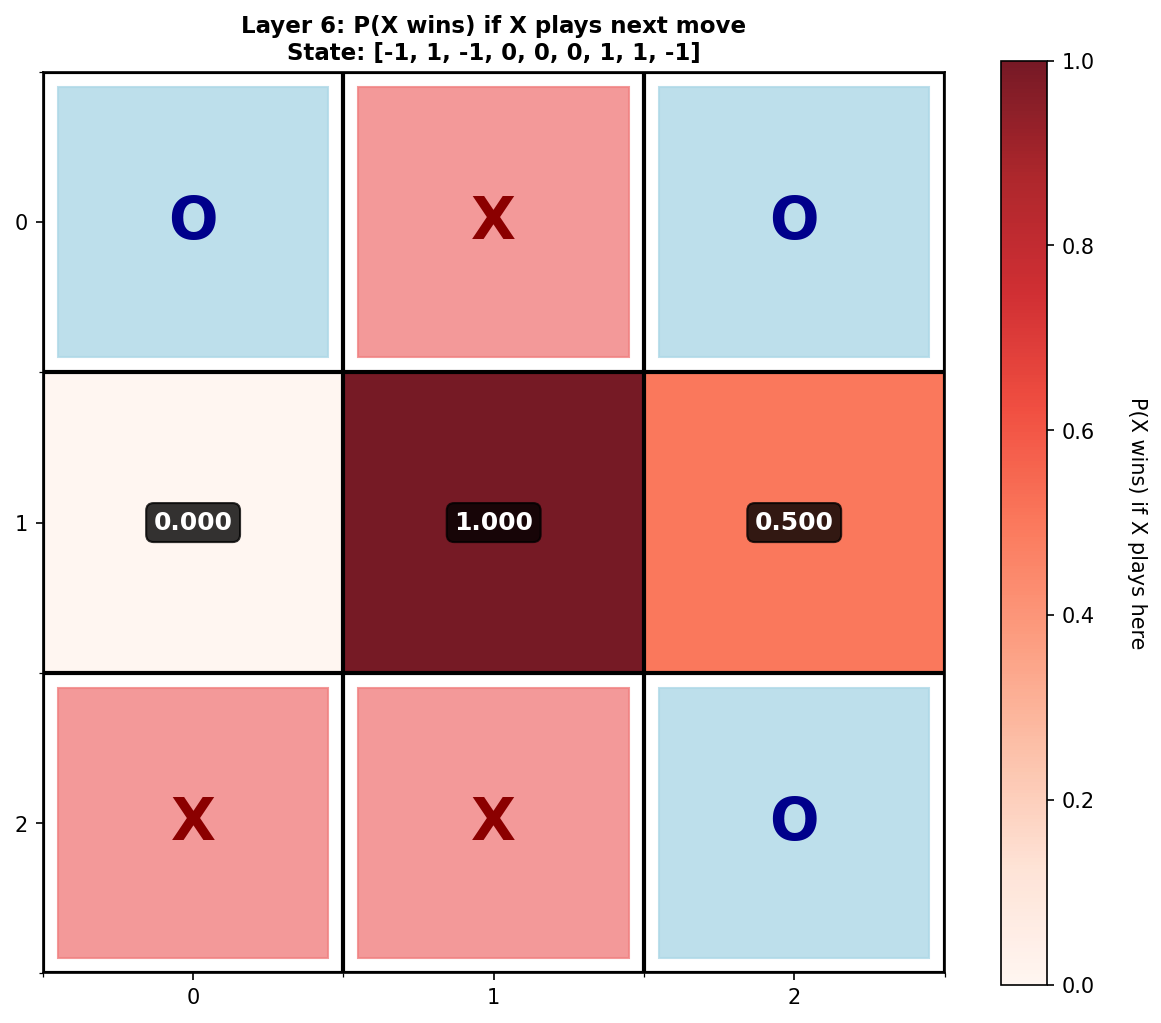 Layer 6: P(X wins) if X plays next move
State: [-1, 1, -1, 0, 0, 0, 1, 1, -1]
0
O
X
O
1
0.000
1.000
0.500
2
X
X
O
0
1
2
1.0
0.8
0.6
0.4
0.2
0.0
P(X wins) if X plays here